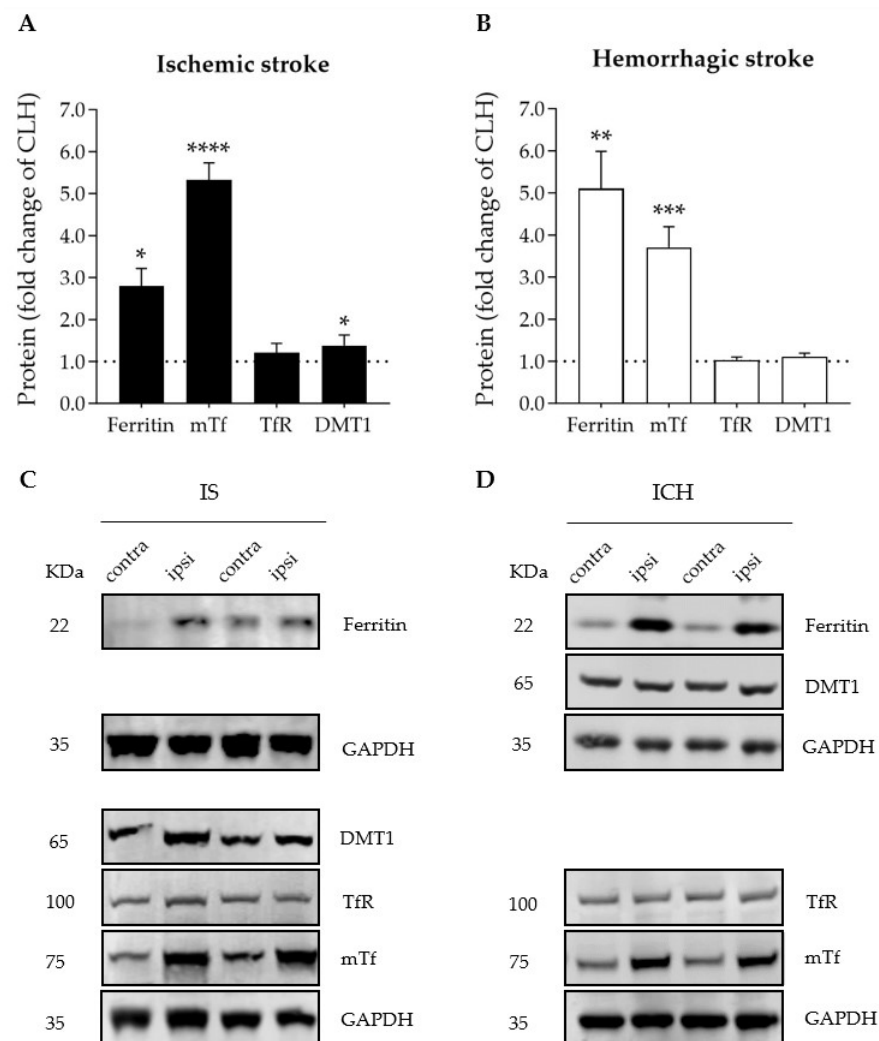 A
Ischemic stroke
Protein (fold change of CLH)
7.0
6.0
5.0
4.0
3.0
2.0
1.0
0.0
*
****
*
Ferritin mTf TfR DMT1
B
Hemorrhagic stroke
Protein (fold change of CLH)
7.0
6.0
5.0
4.0
3.0
2.0
1.0
0.0
**
***
Ferritin mTf TfR DMT1
C
IS
KDa contra ipsi contra ipsi
22 Ferritin
35 GAPDH
65 DMT1
100 TfR
75 mTf
35 GAPDH
D
ICH
KDa contra ipsi contra ipsi
22 Ferritin
65 DMT1
35 GAPDH
100 TfR
75 mTf
35 GAPDH